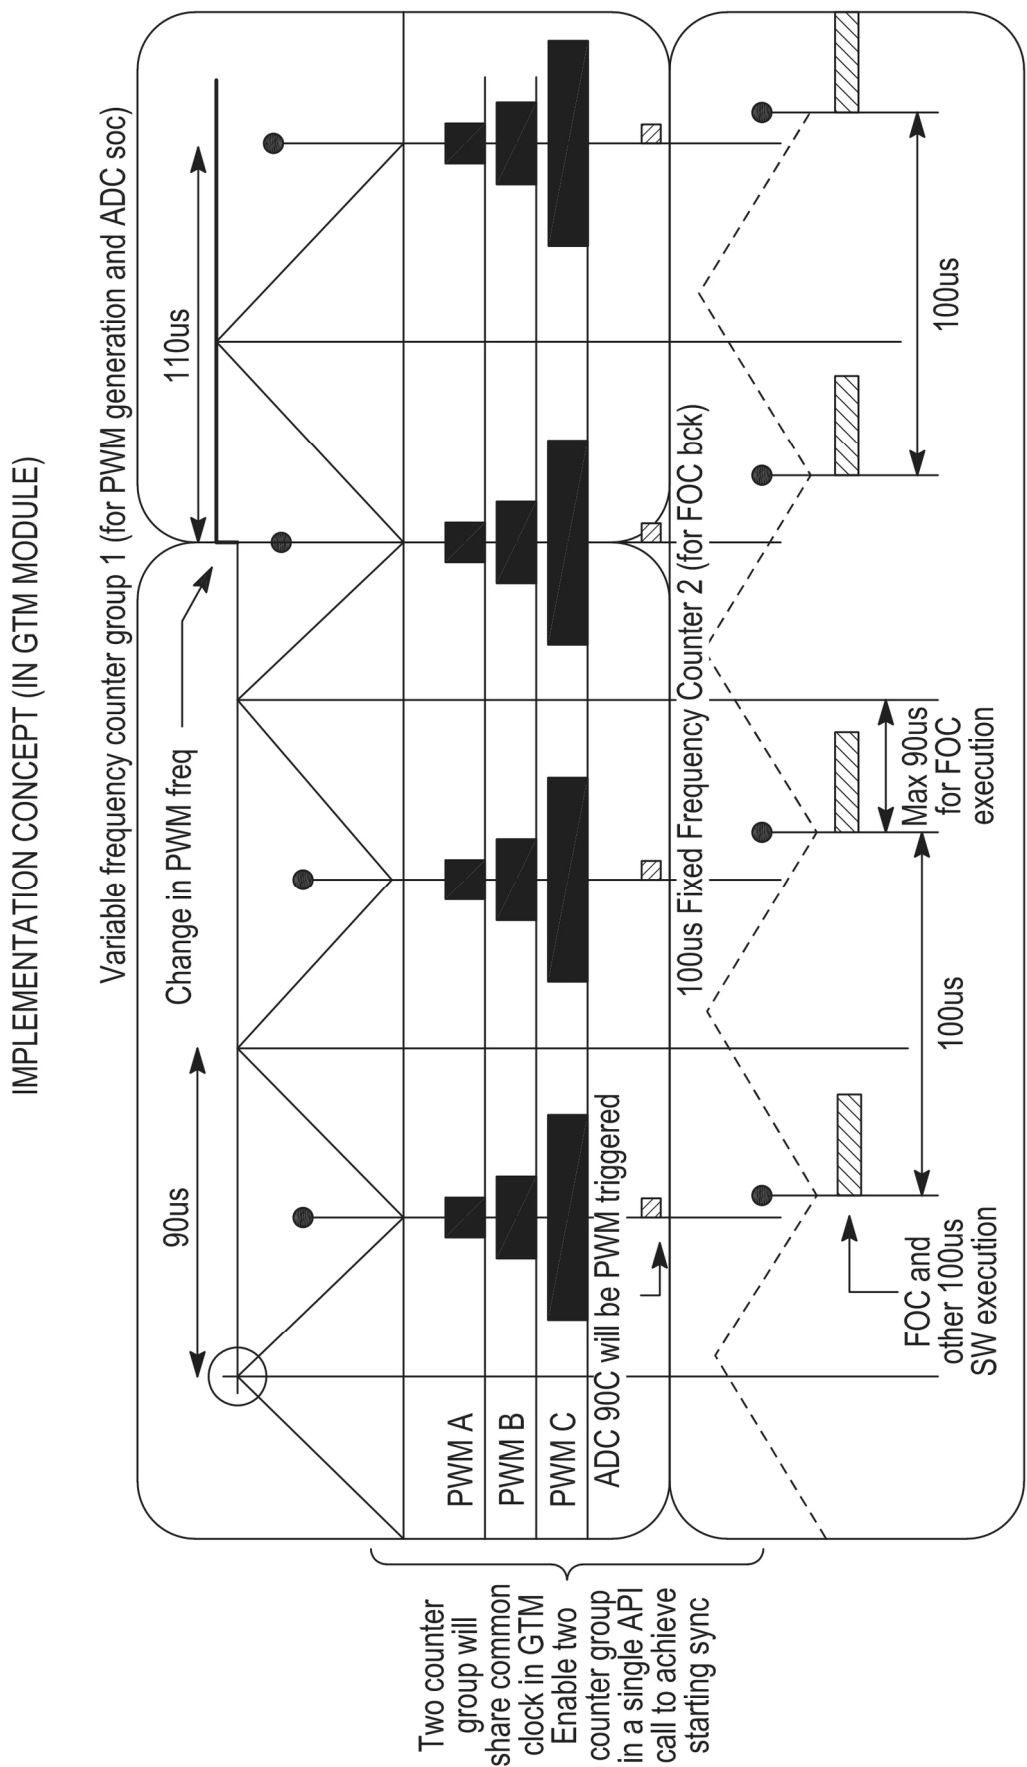 IMPLEMENTATION CONCEPT (IN GTM MODULE)
Variable frequency counter group 1 (for PWM generation and ADC soc)
90us
Change in PWM freq
110us
PWM A
PWM B
PWM C
ADC 90C will be PWM triggered
100us Fixed Frequency Counter 2 (for FOC bck)
Two counter
group will
share common
clock in GTM
Enable two
counter group
in a single API
call to achieve
starting sync
FOC and
other 100us
SW execution
100us
Max 90us
for FOC
execution
100us